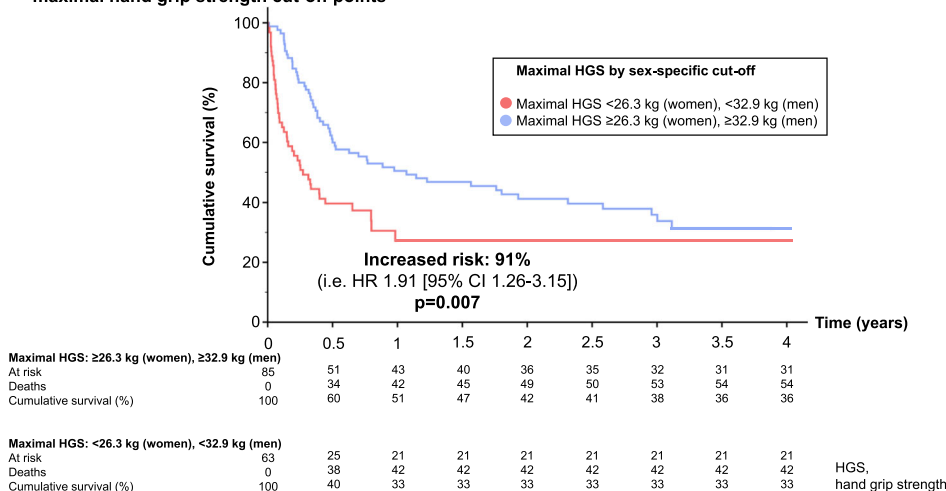 maximal hand grip strength cut-off points
Cumulative survival (%)
100
80
60
40
20
0
Maximal HGS by sex-specific cut-off
Maximal HGS <26.3 kg (women), <32.9 kg (men)
Maximal HGS ≥26.3 kg (women), ≥32.9 kg (men)
Increased risk: 91%
(i.e. HR 1.91 [95% CI 1.26-3.15])
p=0.007
0 0.5 1 1.5 2 2.5 3 3.5 4
Time (years)
Maximal HGS: ≥26.3 kg (women), ≥32.9 kg (men)
At risk 85 51 43 40 36 35 32 31 31
Deaths 0 34 42 45 49 50 53 54 54
Cumulative survival (%) 100 60 51 47 42 41 38 36 36
Maximal HGS: <26.3 kg (women), <32.9 kg (men)
At risk 63 25 21 21 21 21 21 21 21
Deaths 0 38 42 42 42 42 42 42 42
Cumulative survival (%) 100 40 33 33 33 33 33 33 33
HGS,
hand grip strength